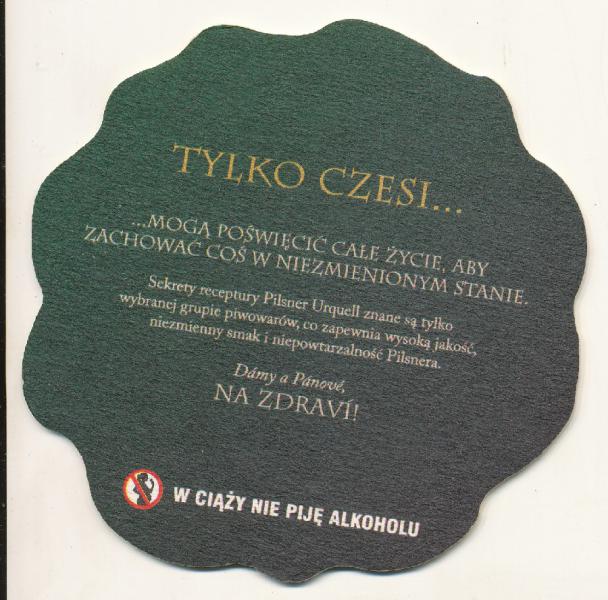 TYLKO CZESI...
...MOGĄ POŚWIĘCIĆ CAŁE ŻYCIE, ABY
ZACHOWAĆ COŚ W NIEZMIENIONYM STANIE.
Sekrety receptury Pilsner Urquell znane są tylko
wybranej grupie piwowarów, co zapewnia wysoką jakość,
niezmienny smak i niepowtarzalność Pilsnera.
Dámy a Pánové,
NA ZDRAVÍ!
W CIĄŻY NIE PIJĘ ALKOHOLU